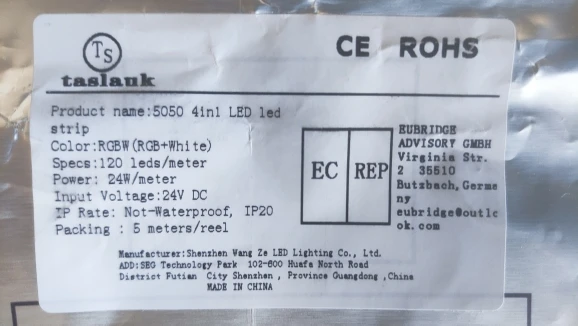 TS
taslauk
CE ROHS
Product name:5050 4in1 LED led
strip
Color:RGBW(RGB+White)
Specs:120 leds/meter
Power: 24W/meter
Input Voltage:24V DC
IP Rate: Not-Waterproof, IP20
Packing : 5 meters/reel
EC REP
EUBRIDGE
ADVISORY GMBH
Virginia Str.
2 35510
Butzbach, Germa
ny
eubridge@outlo
ok.com
Manufacturer:Shenzhen Wang Ze LED Lighting Co., Ltd.
ADD:SEG Technology Park 102-600 Huafa North Road
District Futian City Shenzhen , Province Guangdong ,China
MADE IN CHINA